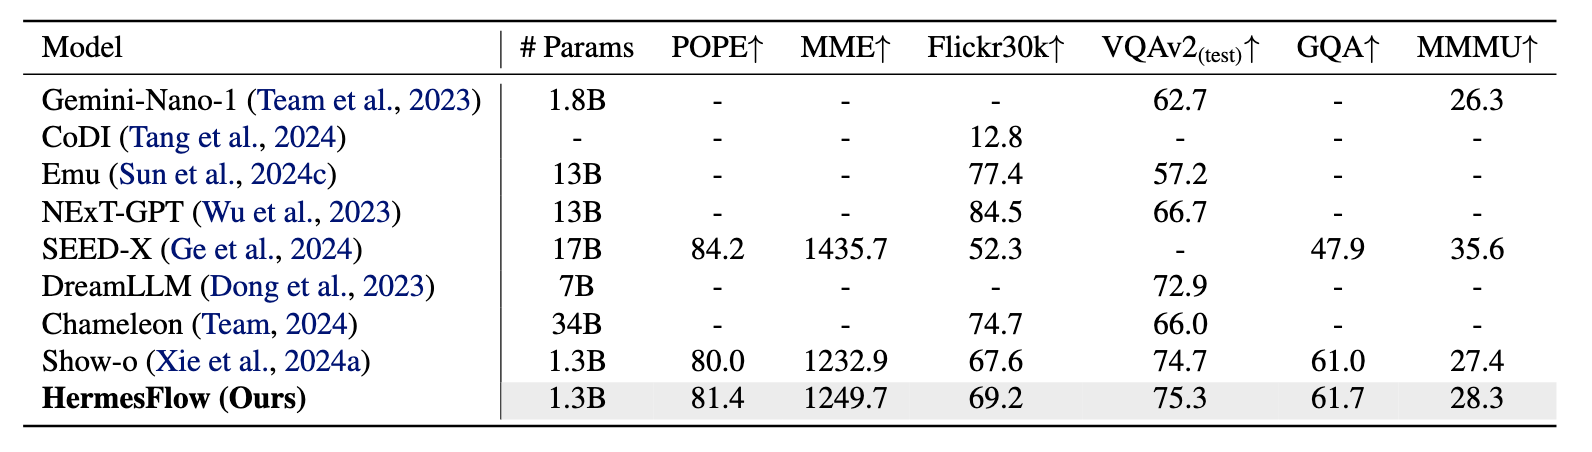 Model # Params POPE↑ MME↑ Flickr30k↑ VQAv2(test)↑ GQA↑ MMMU↑
Gemini-Nano-1 (Team et al., 2023) 1.8B - - - 62.7 - 26.3
CoDI (Tang et al., 2024) - - - 12.8 - - -
Emu (Sun et al., 2024c) 13B - - 77.4 57.2 - -
NExT-GPT (Wu et al., 2023) 13B - - 84.5 66.7 - -
SEED-X (Ge et al., 2024) 17B 84.2 1435.7 52.3 - 47.9 35.6
DreamLLM (Dong et al., 2023) 7B - - - 72.9 - -
Chameleon (Team, 2024) 34B - - 74.7 66.0 - -
Show-o (Xie et al., 2024a) 1.3B 80.0 1232.9 67.6 74.7 61.0 27.4
HermesFlow (Ours) 1.3B 81.4 1249.7 69.2 75.3 61.7 28.3